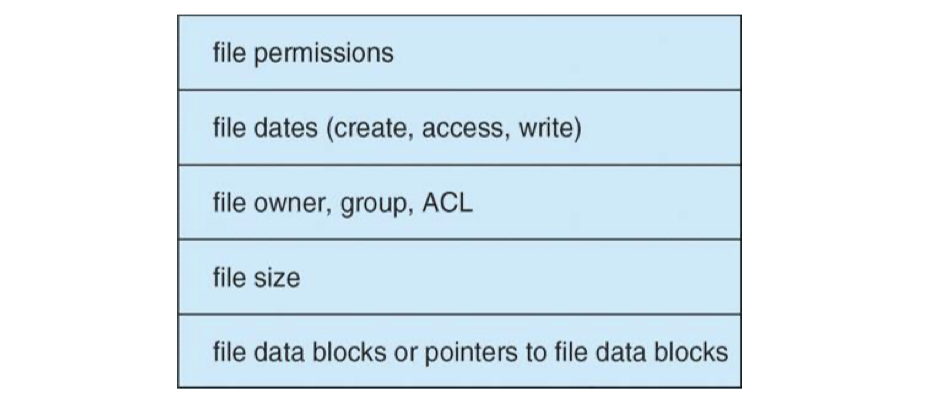 file permissions
file dates (create, access, write)
file owner, group, ACL
file size
file data blocks or pointers to file data blocks